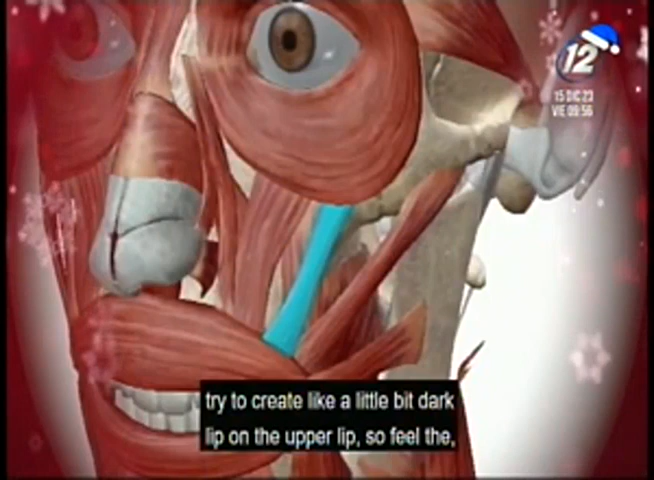 12
15 DIC 23
VIE 09:56
try to create like a little bit dark
lip on the upper lip, so feel the,